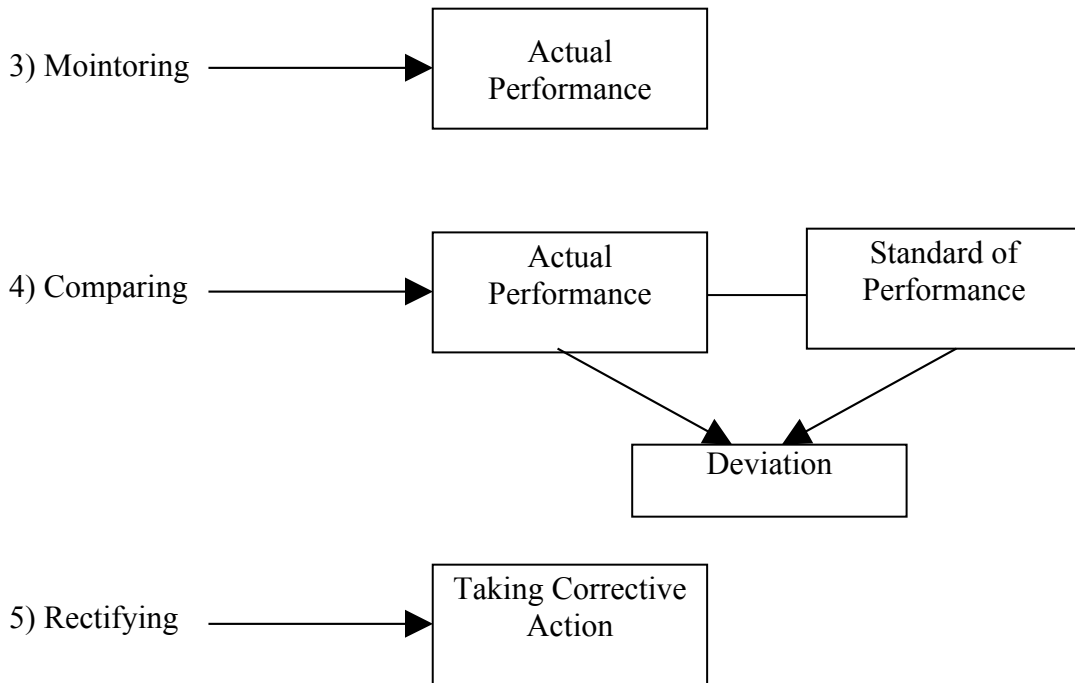 3) Mointoring
Actual
Performance
4) Comparing
Actual
Performance
Standard of
Performance
Deviation
5) Rectifying
Taking Corrective
Action